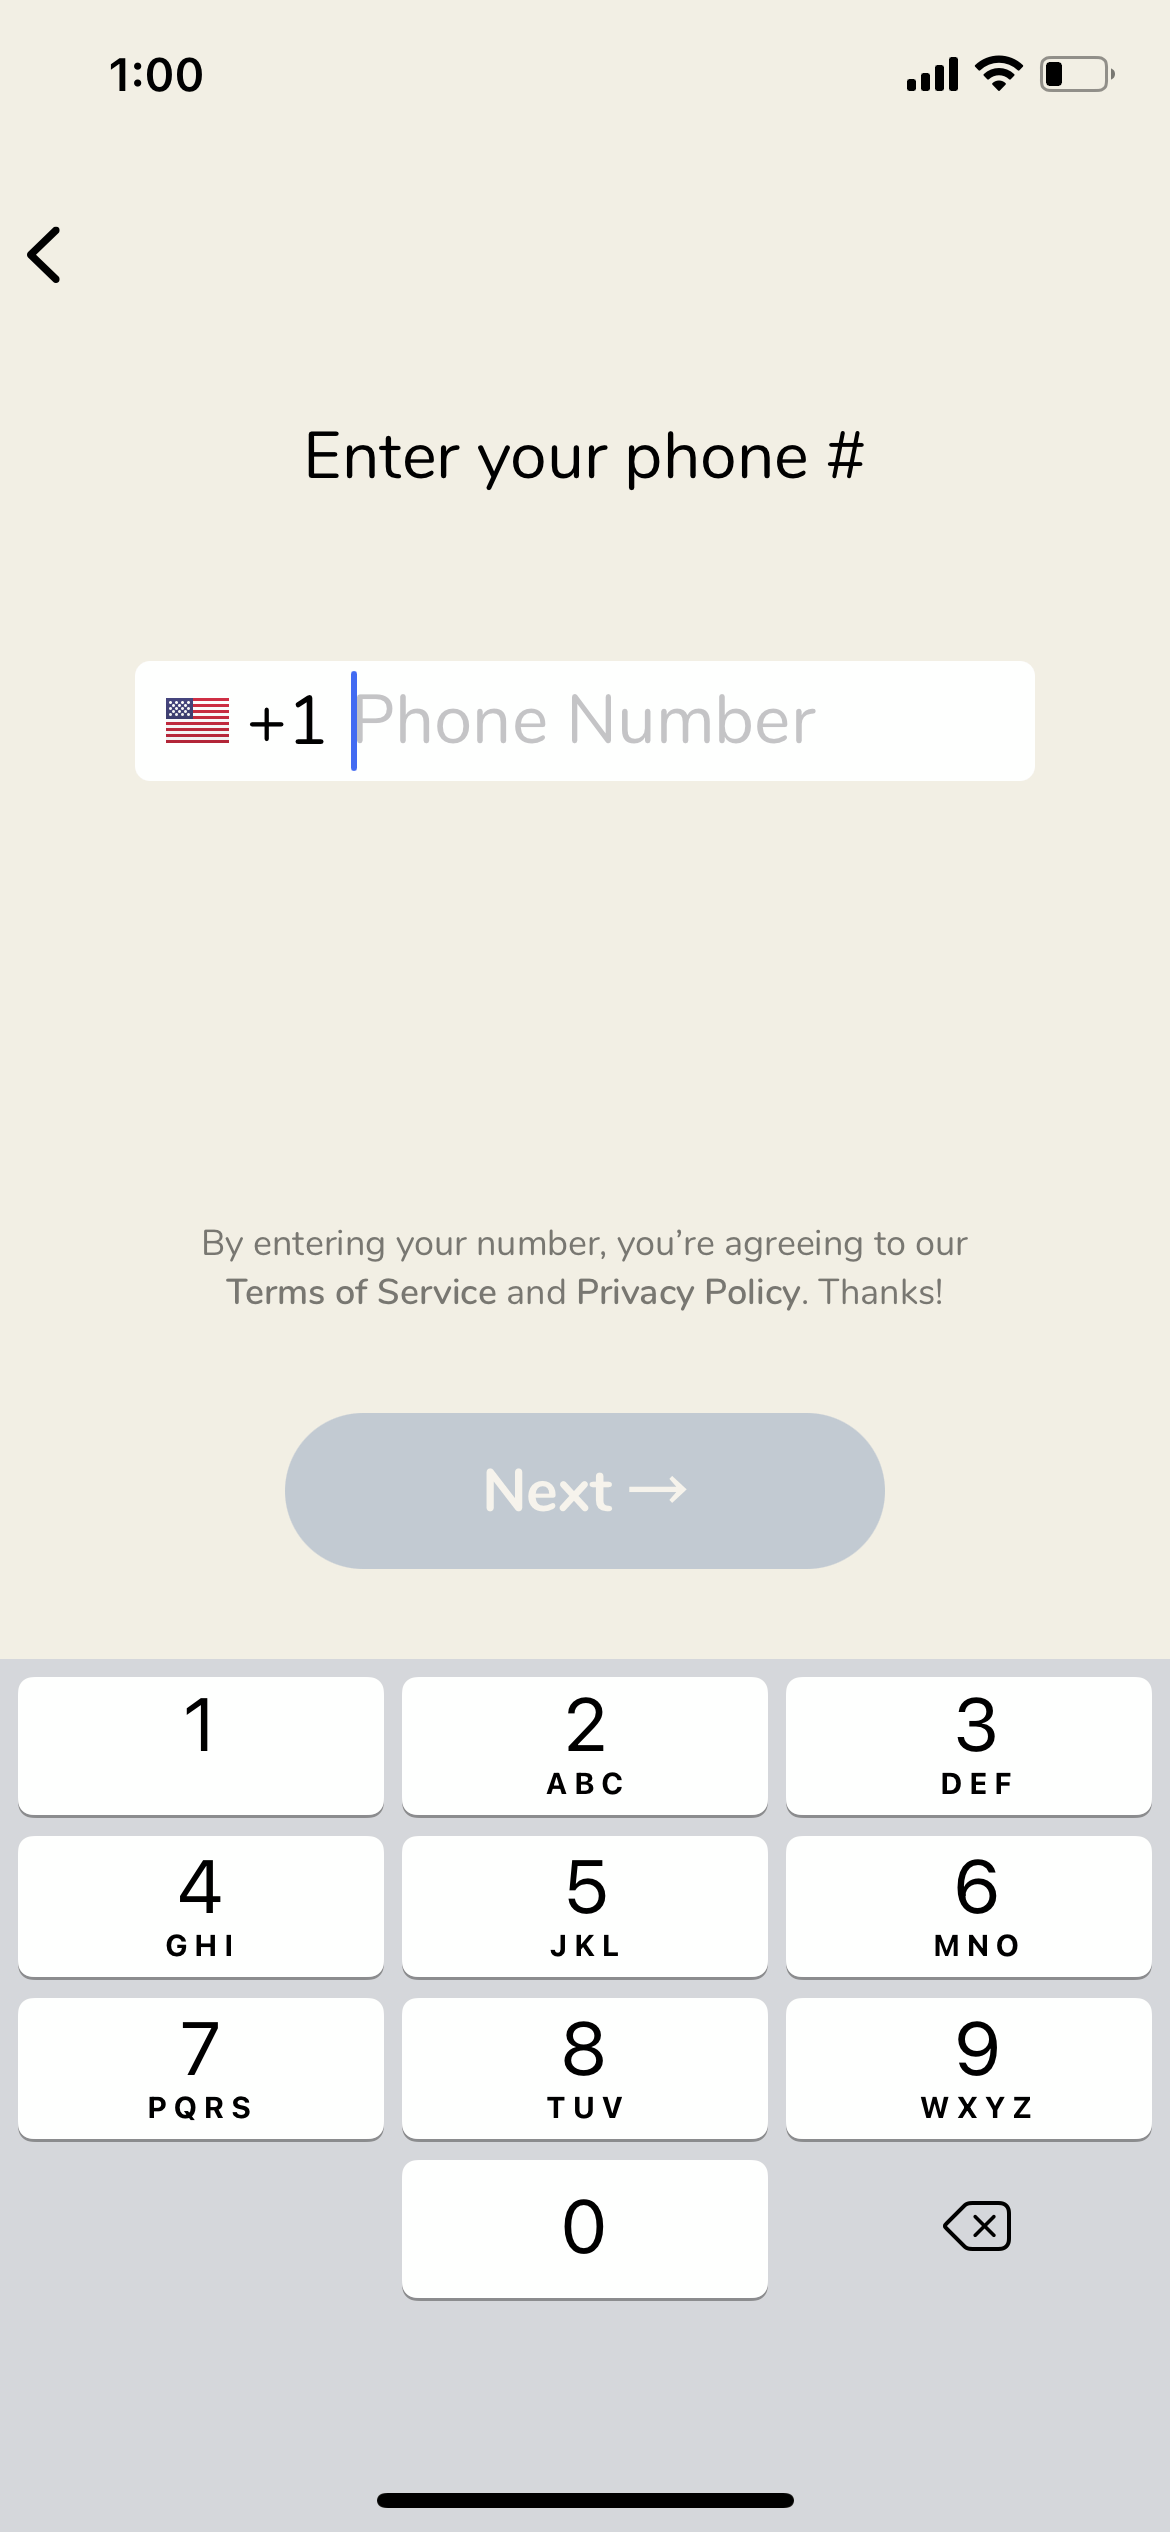 1:00
Enter your phone #
+1 Phone Number
By entering your number, you’re agreeing to our
Terms of Service and Privacy Policy. Thanks!
Next →
1 2 3
ABC DEF
4 5 6
GHI JKL MNO
7 8 9
PQRS TUV WXYZ
0